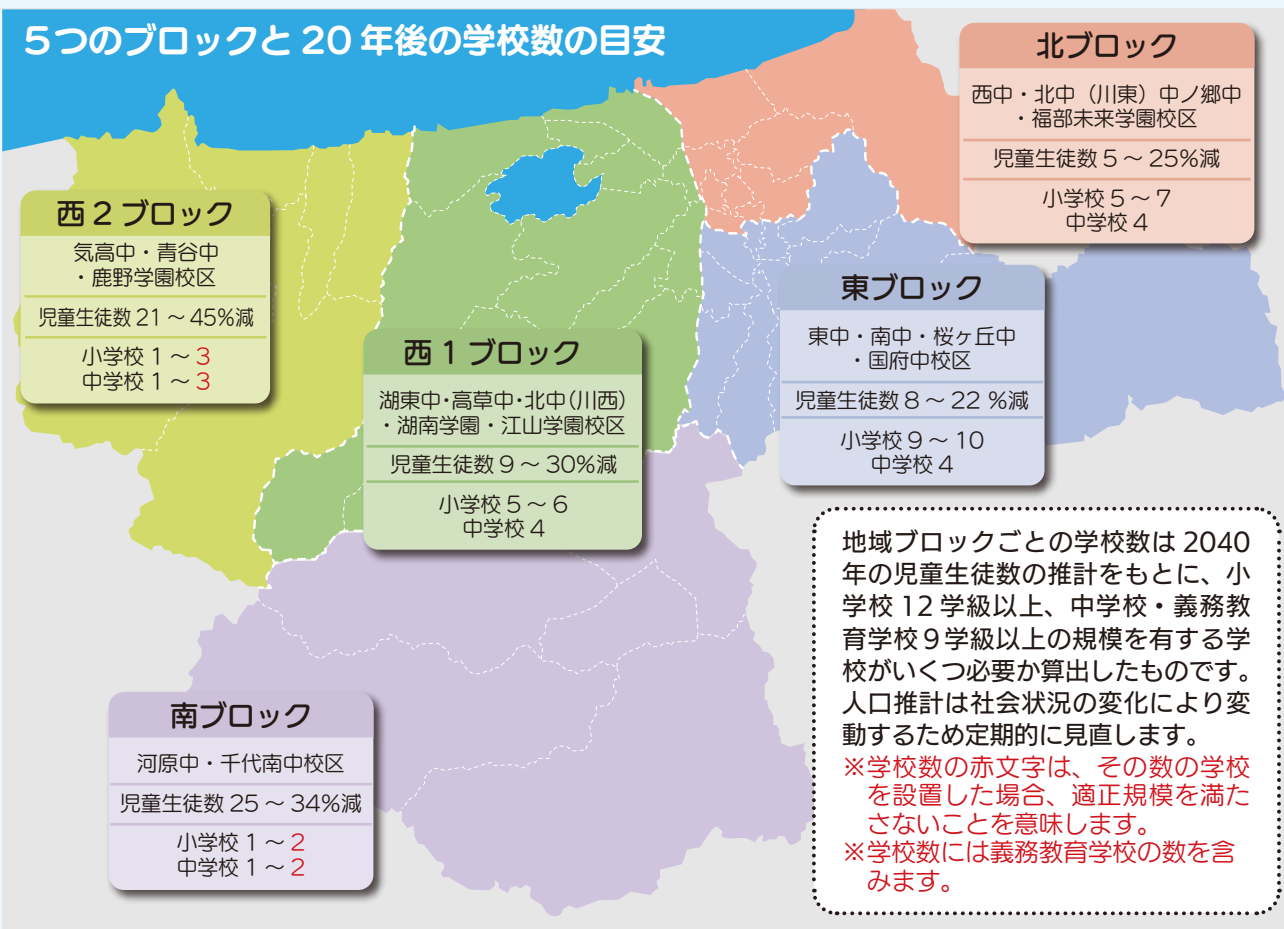 5つのブロックと20年後の学校数の目安
北ブロック
西中・北中（川東）中ノ郷中
・福部未来学園校区
児童生徒数5～25%減
小学校5～7
中学校4
西2ブロック
気高中・青谷中
・鹿野学園校区
児童生徒数21～45%減
小学校1～3
中学校1～3
西1ブロック
湖東中・高草中・北中（川西）
・湖南学園・江山学園校区
児童生徒数9～30%減
小学校5～6
中学校4
東ブロック
東中・南中・桜ヶ丘中
・国府中校区
児童生徒数8～22 %減
小学校9～10
中学校4
南ブロック
河原中・千代南中校区
児童生徒数25～34%減
小学校1～2
中学校1～2
地域ブロックごとの学校数は2040
年の児童生徒数の推計をもとに、小
学校12学級以上、中学校・義務教
育学校9学級以上の規模を有する学
校がいくつ必要か算出したものです。
人口推計は社会状況の変化により変
動するため定期的に見直します。
※学校数の赤文字は、その数の学校
を設置した場合、適正規模を満た
さないことを意味します。
※学校数には義務教育学校の数を含
みます。